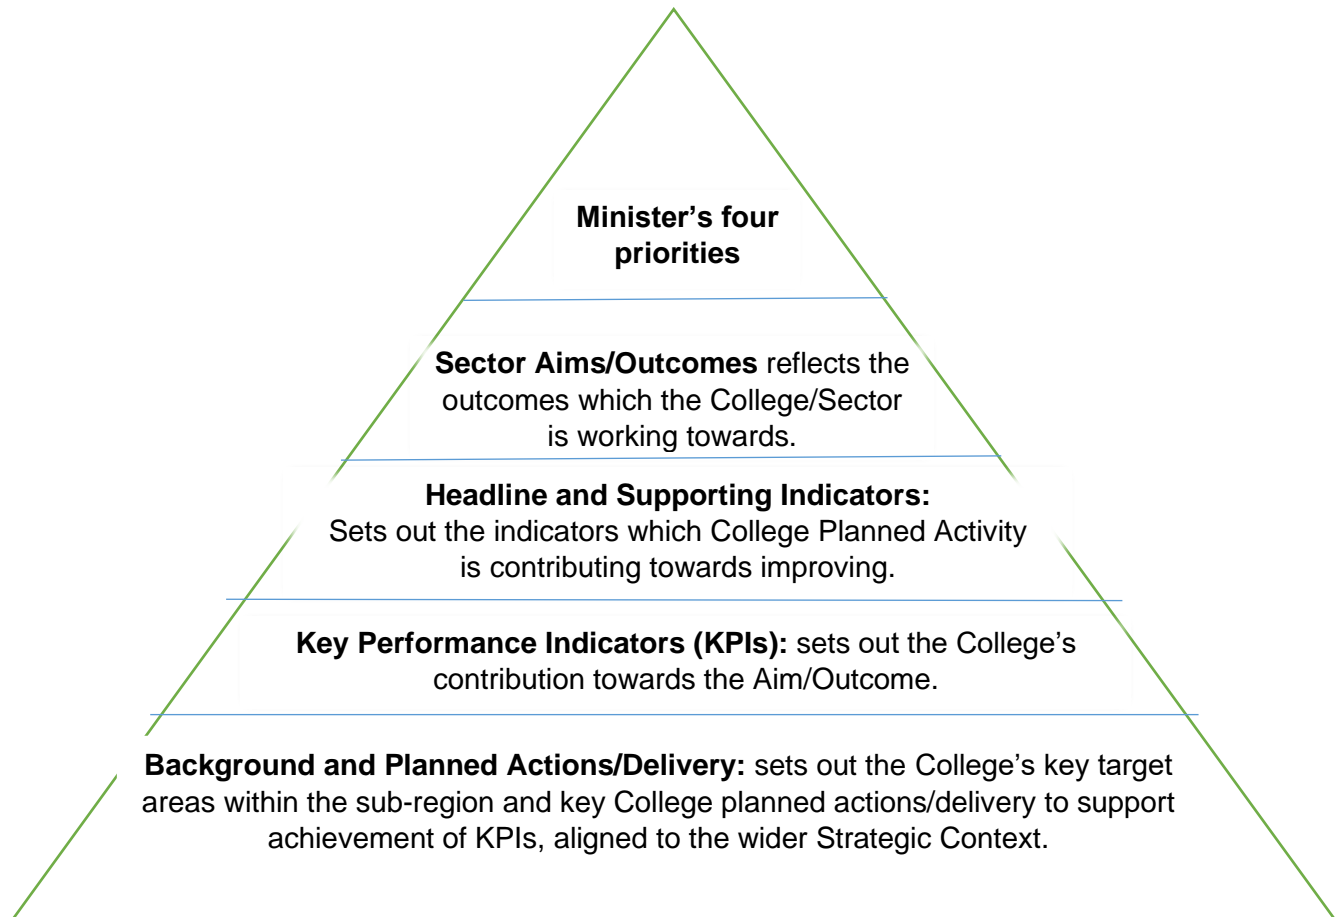 Minister’s four
priorities
Sector Aims/Outcomes reflects the
outcomes which the College/Sector
is working towards.
Headline and Supporting Indicators:
Sets out the indicators which College Planned Activity
is contributing towards improving.
Key Performance Indicators (KPIs): sets out the College’s
contribution towards the Aim/Outcome.
Background and Planned Actions/Delivery: sets out the College’s key target
areas within the sub-region and key College planned actions/delivery to support
achievement of KPIs, aligned to the wider Strategic Context.